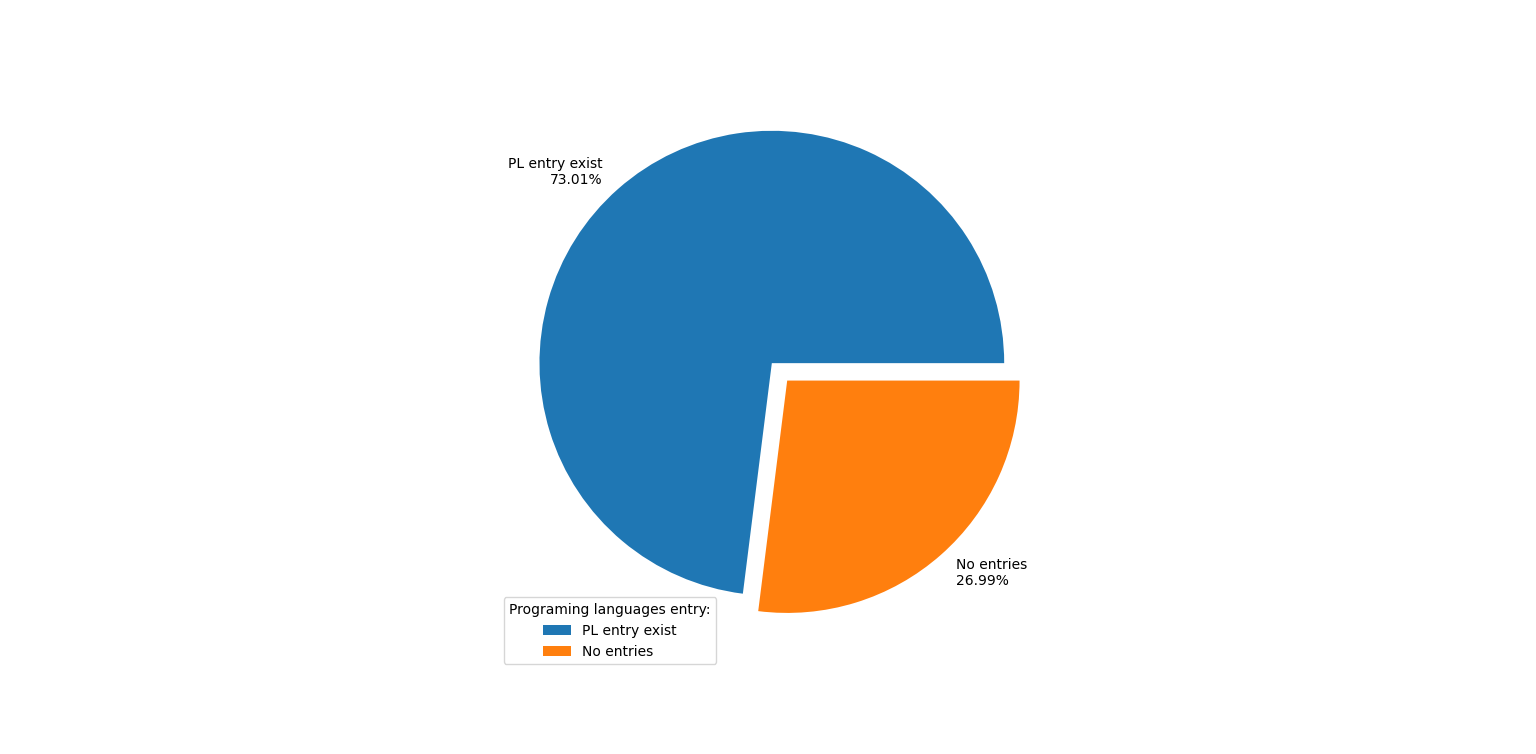 PL entry exist
73.01%
No entries
26.99%
Programing languages entry:
PL entry exist
No entries